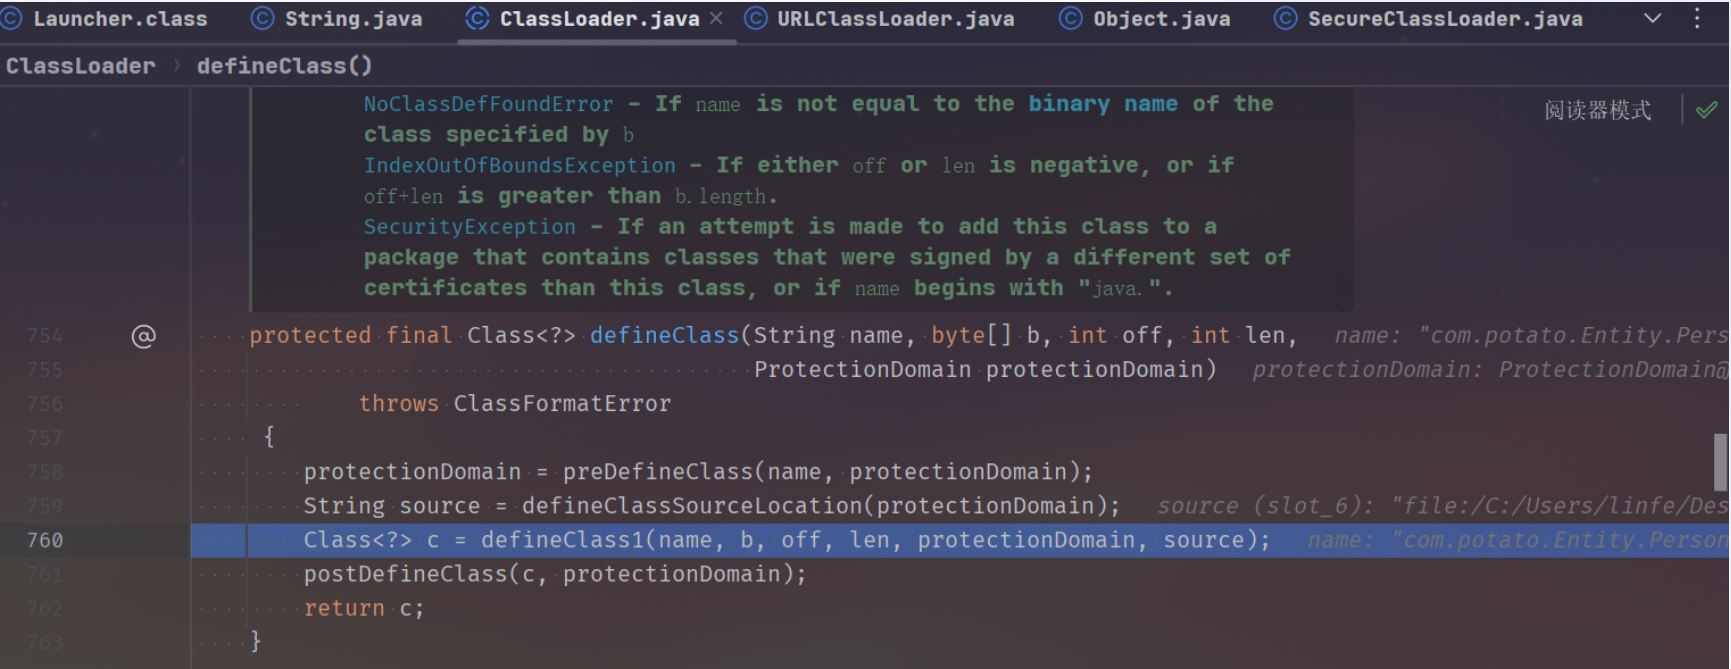 Launcher.class String.java ClassLoader.java URLClassLoader.java Object.java SecureClassLoader.java
ClassLoader defineClass()
阅读器模式
NoClassDefFoundError – If name is not equal to the binary name of the
class specified by b
IndexOutOfBoundsException – If either off or len is negative, or if
off+len is greater than b.length.
SecurityException – If an attempt is made to add this class to a
package that contains classes that were signed by a different set of
certificates than this class, or if name begins with "java.".
754 @ protected final Class<?> defineClass(String name, byte[] b, int off, int len, name: "com.potato.Entity.Pers
755 ProtectionDomain protectionDomain) protectionDomain: ProtectionDomain@
756 throws ClassFormatError
757 {
758 protectionDomain = preDefineClass(name, protectionDomain);
759 String source = defineClassSourceLocation(protectionDomain); source (slot_6): "file:/C:/Users/linfe/Des
760 Class<?> c = defineClass1(name, b, off, len, protectionDomain, source); name: "com.potato.Entity.Person
761 postDefineClass(c, protectionDomain);
762 return c;
763 }